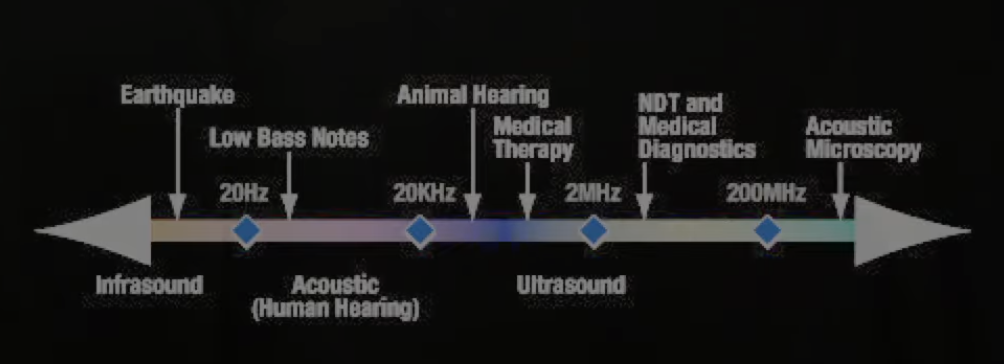 Earthquake
Low Bass Notes
Animal Hearing
Medical
Therapy
NDT and
Medical
Diagnostics
Acoustic
Microscopy
20Hz
20KHz
2MHz
200MHz
Infrasound
Acoustic
(Human Hearing)
Ultrasound